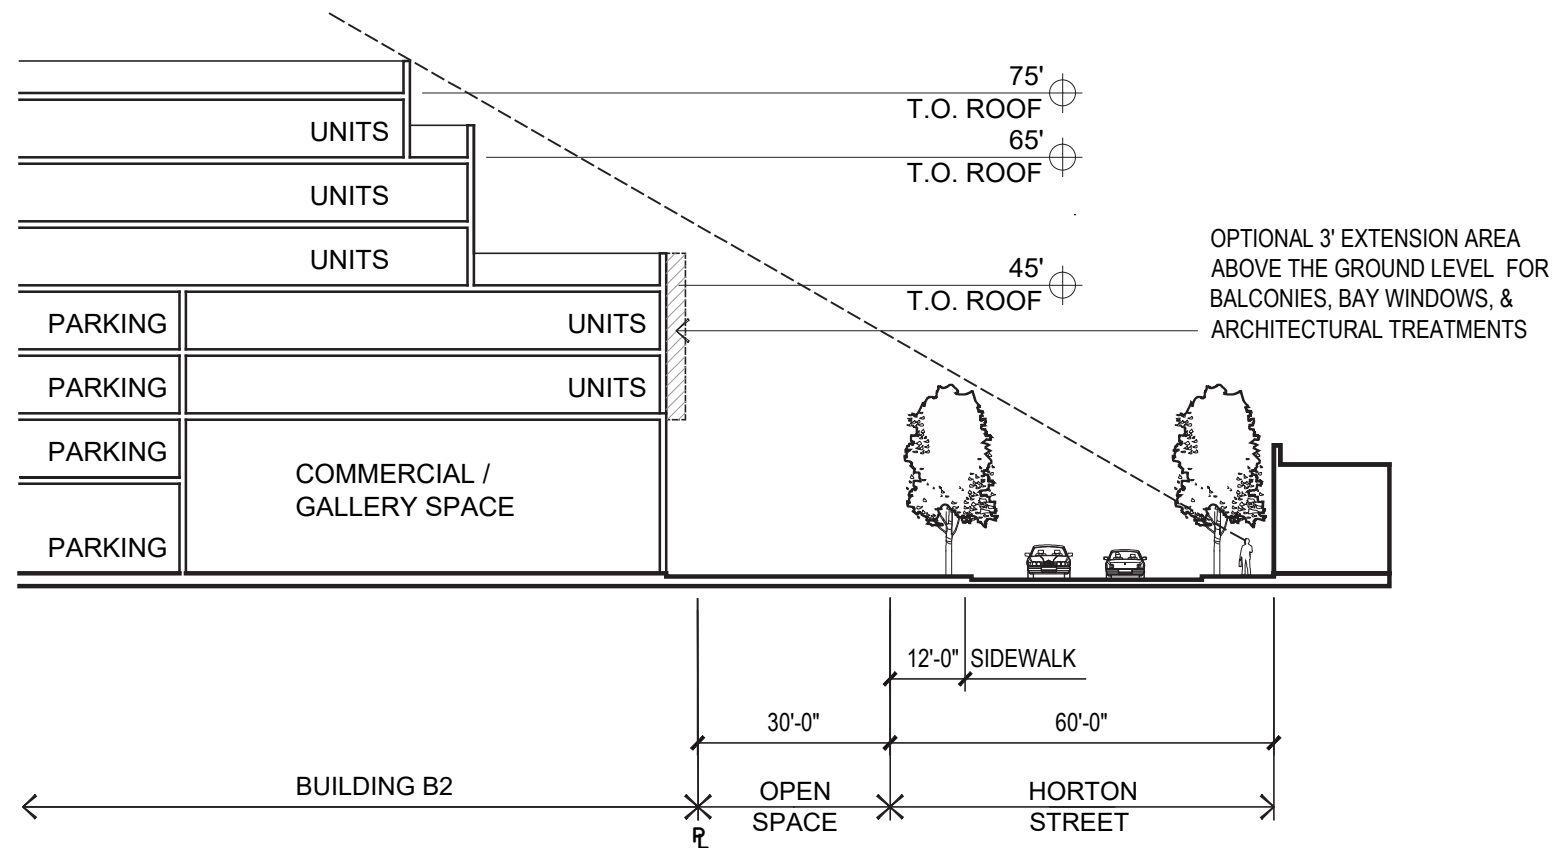 75'
T.O. ROOF
UNITS
65'
T.O. ROOF
UNITS
UNITS
45'
T.O. ROOF
OPTIONAL 3' EXTENSION AREA
ABOVE THE GROUND LEVEL FOR
BALCONIES, BAY WINDOWS, &
ARCHITECTURAL TREATMENTS
PARKING
UNITS
PARKING
UNITS
PARKING
COMMERCIAL /
GALLERY SPACE
PARKING
12'-0" SIDEWALK
30'-0"
60'-0"
BUILDING B2
OPEN
SPACE
HORTON
STREET
PL